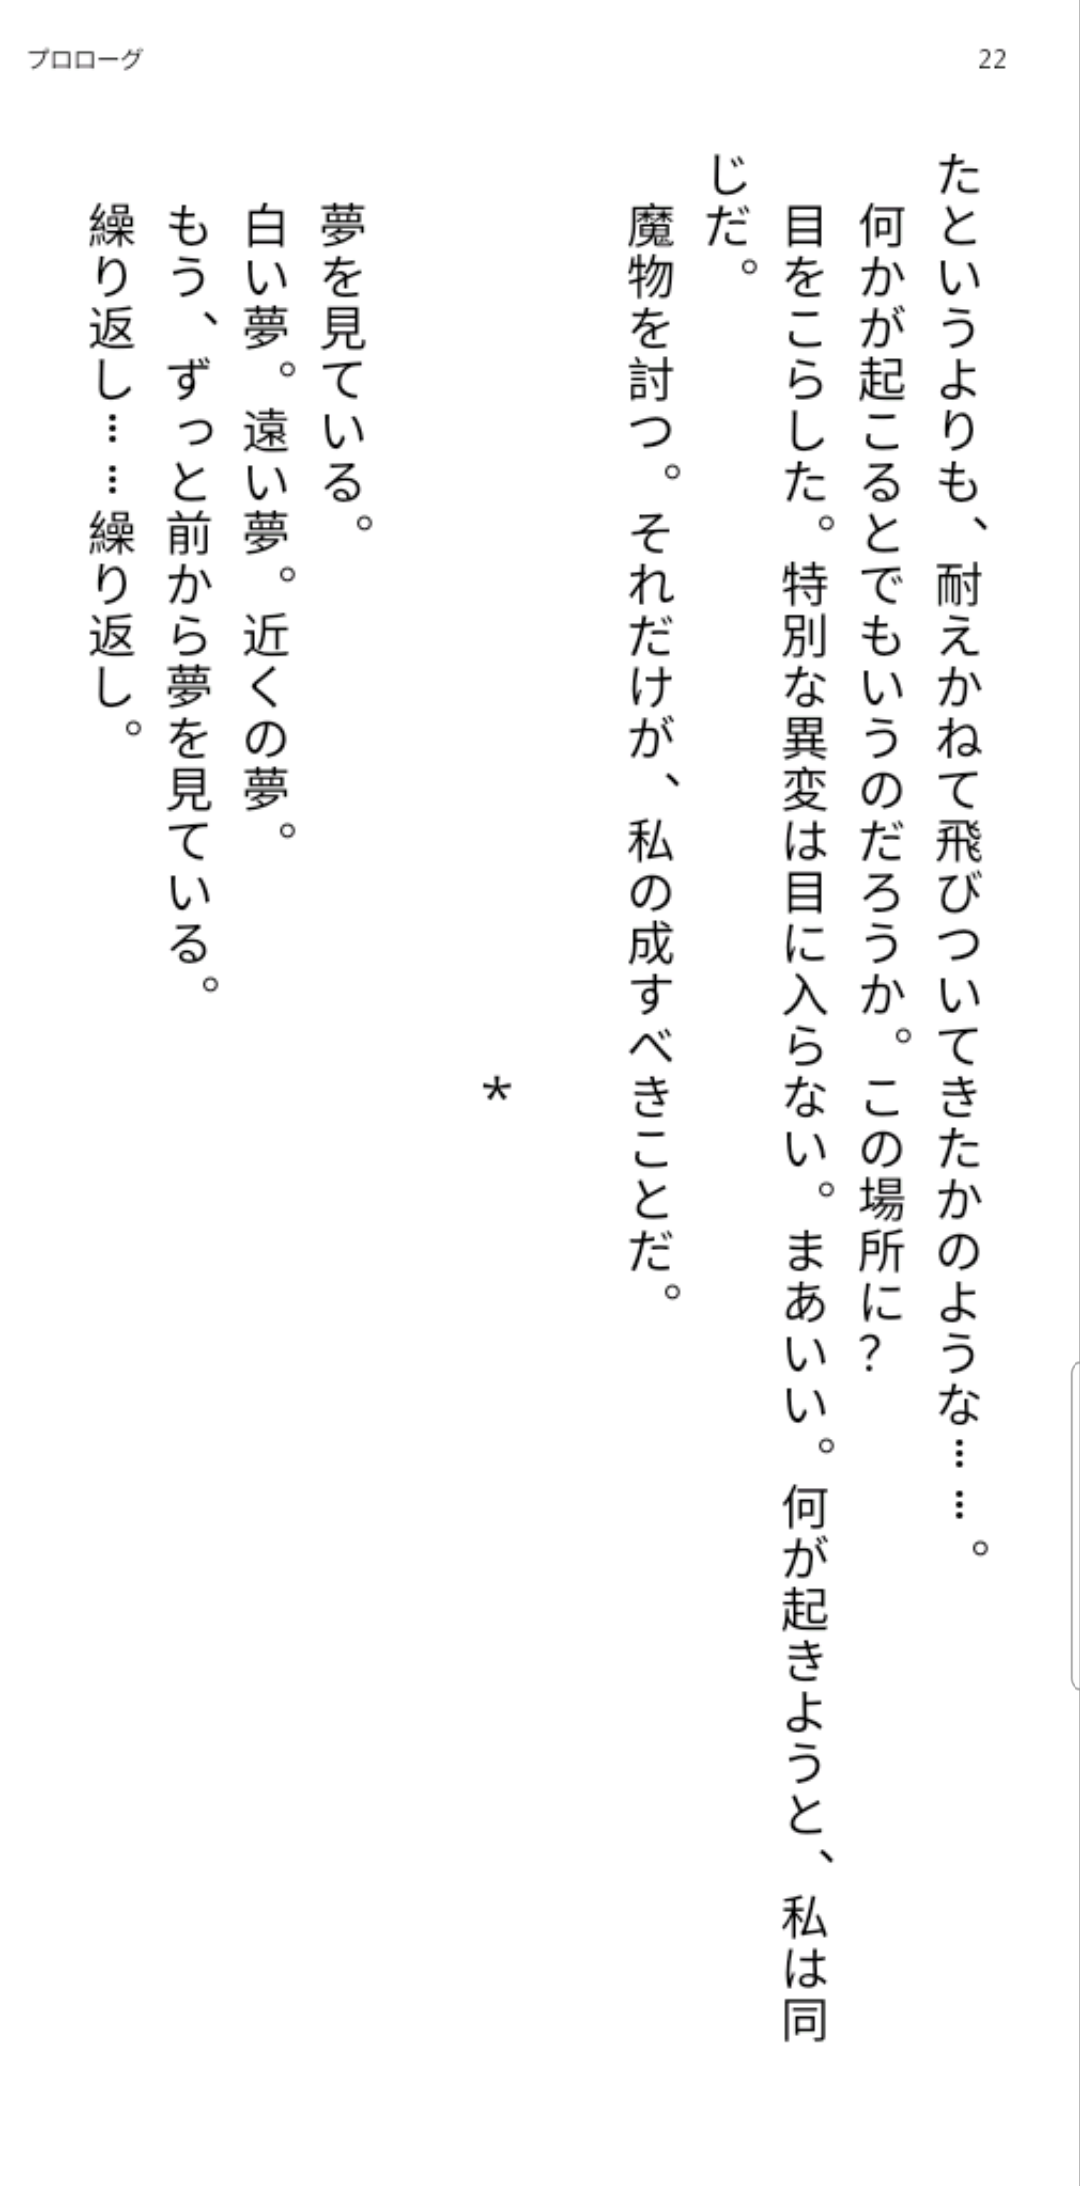 プロローグ
22
たというよりも、耐えかねて飛びついてきたかのような……。
何かが起こるとでもいうのだろうか。この場所に?
目をこらした。特別な異変は目に入らない。まあいい。何が起きようと、私は同
じだ。
魔物を討つ。それだけが、私の成すべきことだ。
*
夢を見ている。
白い夢。遠い夢。近くの夢。
もう、ずっと前から夢を見ている。
繰り返し……繰り返し。